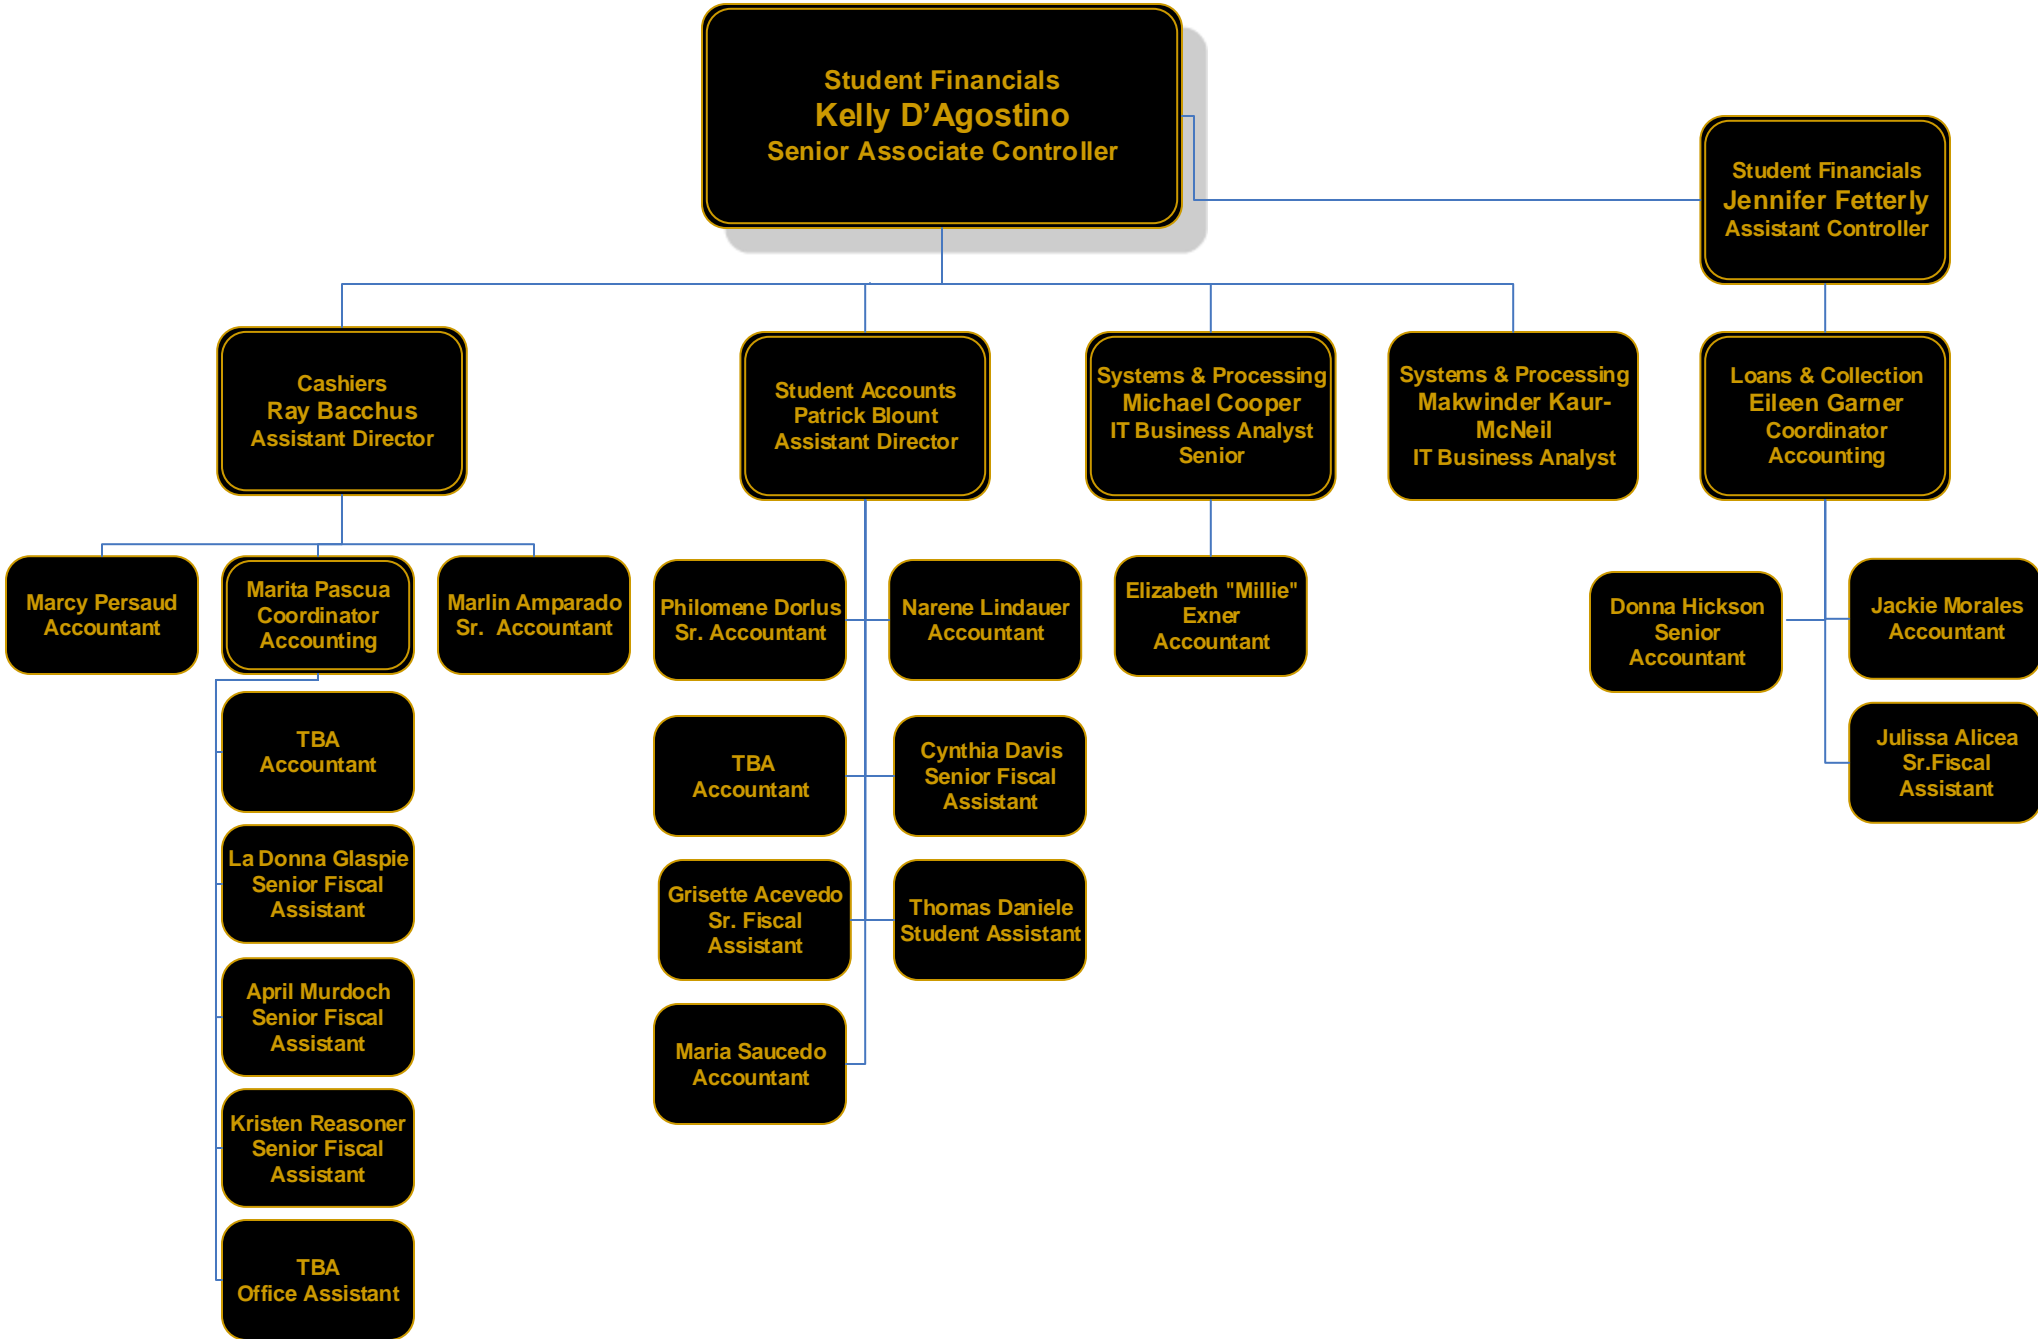 Student Financials
Kelly D’Agostino
Senior Associate Controller
Student Financials
Jennifer Fetterly
Assistant Controller
Cashiers
Ray Bacchus
Assistant Director
Student Accounts
Patrick Blount
Assistant Director
Systems & Processing
Michael Cooper
IT Business Analyst
Senior
Systems & Processing
Makwinder Kaur-
McNeil
IT Business Analyst
Loans & Collection
Eileen Garner
Coordinator
Accounting
Marcy Persaud
Accountant
Marita Pascua
Coordinator
Accounting
Marlin Amparado
Sr.  Accountant
Philomene Dorlus
Sr. Accountant
Narene Lindauer
Accountant
Elizabeth "Millie"
Exner
Accountant
Donna Hickson
Senior
Accountant
Jackie Morales
Accountant
TBA
Accountant
TBA
Accountant
Cynthia Davis
Senior Fiscal
Assistant
Julissa Alicea
Sr.Fiscal
Assistant
La Donna Glaspie
Senior Fiscal
Assistant
Grisette Acevedo
Sr. Fiscal
Assistant
Thomas Daniele
Student Assistant
April Murdoch
Senior Fiscal
Assistant
Maria Saucedo
Accountant
Kristen Reasoner
Senior Fiscal
Assistant
TBA
Office Assistant